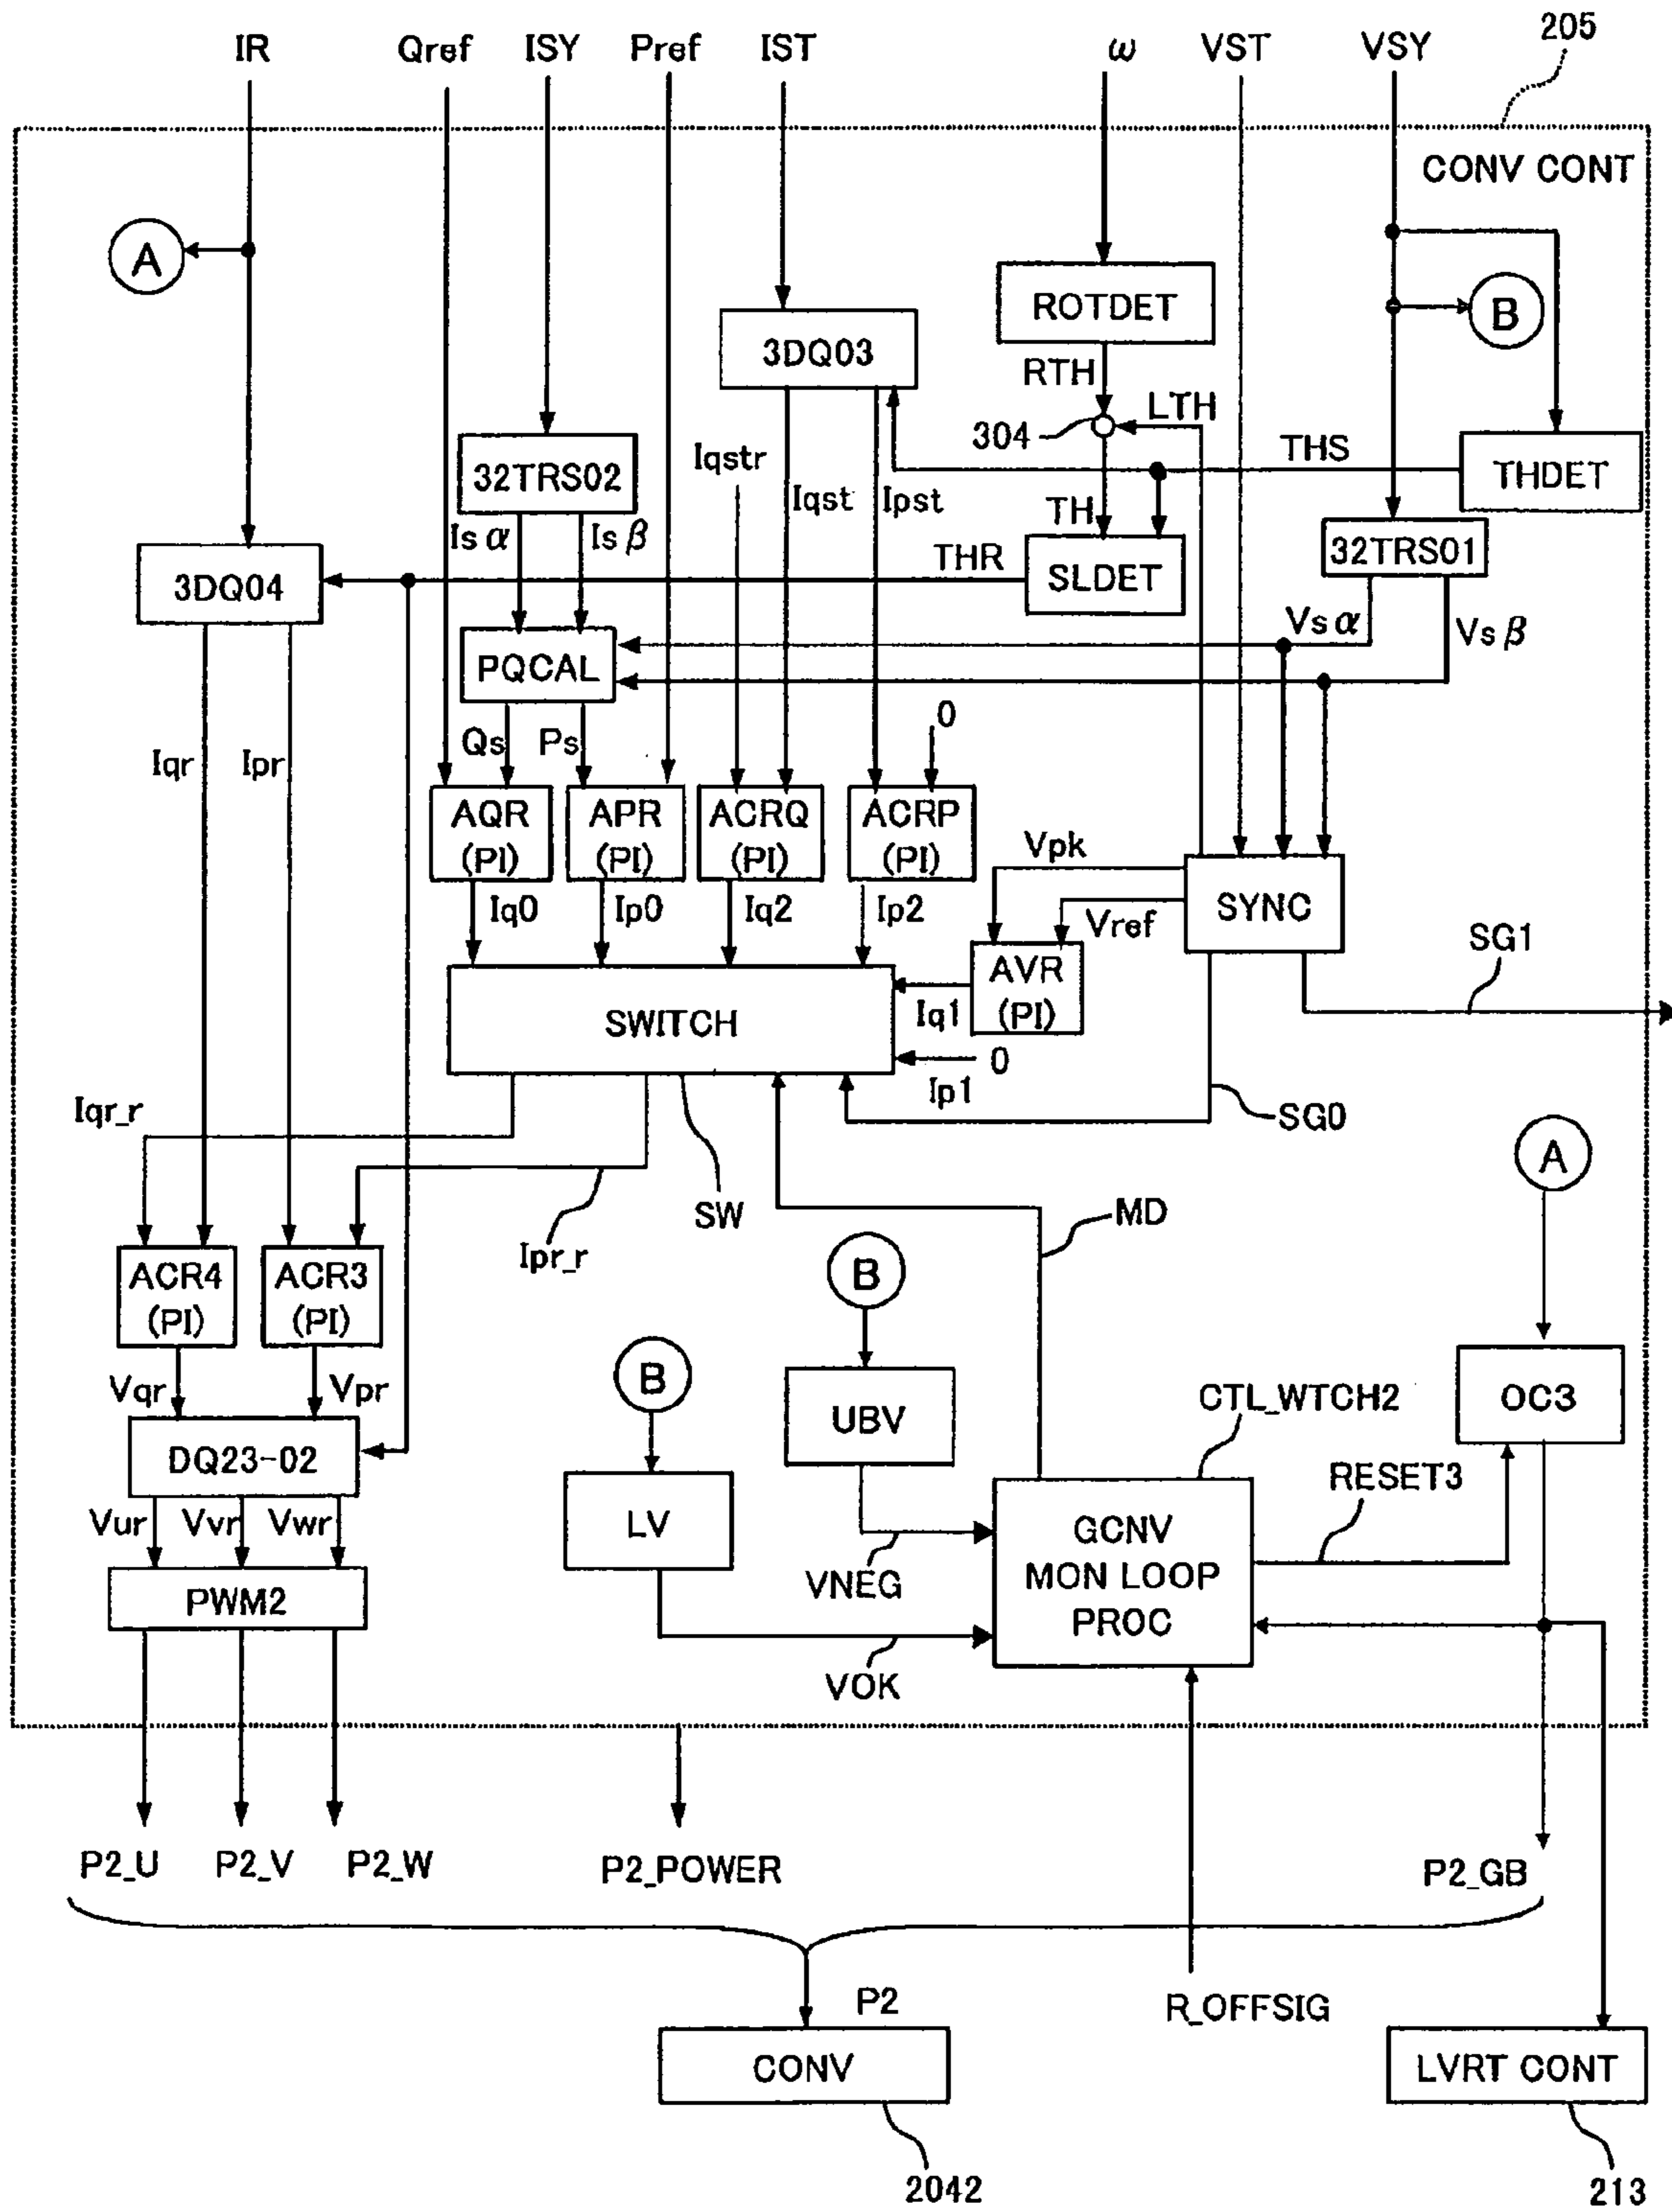 205
IR
Qref
ISY
Pref
IST
ω
VST
VSY
CONV CONT
A
B
ROTDET
3DQ03
RTH
LTH
304
THS
THDET
32TRS02
Iqstr
Iqst
Ipst
TH
Is α
Is β
32TRS01
3DQ04
THR
SLDET
Vs α
Vs β
PQCAL
Qs
Ps
0
Iqr
Ipr
AQR
(PI)
APR
(PI)
ACRQ
(PI)
ACRP
(PI)
Vpk
SYNC
Iq0
Ip0
Iq2
Ip2
Vref
SG1
AVR
(PI)
SWITCH
Iq1
0
Ip1
Iqr_r
SG0
A
SW
MD
Ipr_r
B
ACR4
(PI)
ACR3
(PI)
B
Vqr
Vpr
UBV
CTL_WTCH2
OC3
DQ23-02
RESET3
Vur
Vvr
Vwr
LV
GCNV
MON LOOP
PROC
VNEG
PWM2
VOK
P2_U
P2_V
P2_W
P2_POWER
P2_GB
P2
R_OFFSIG
CONV
LVRT CONT
2042
213